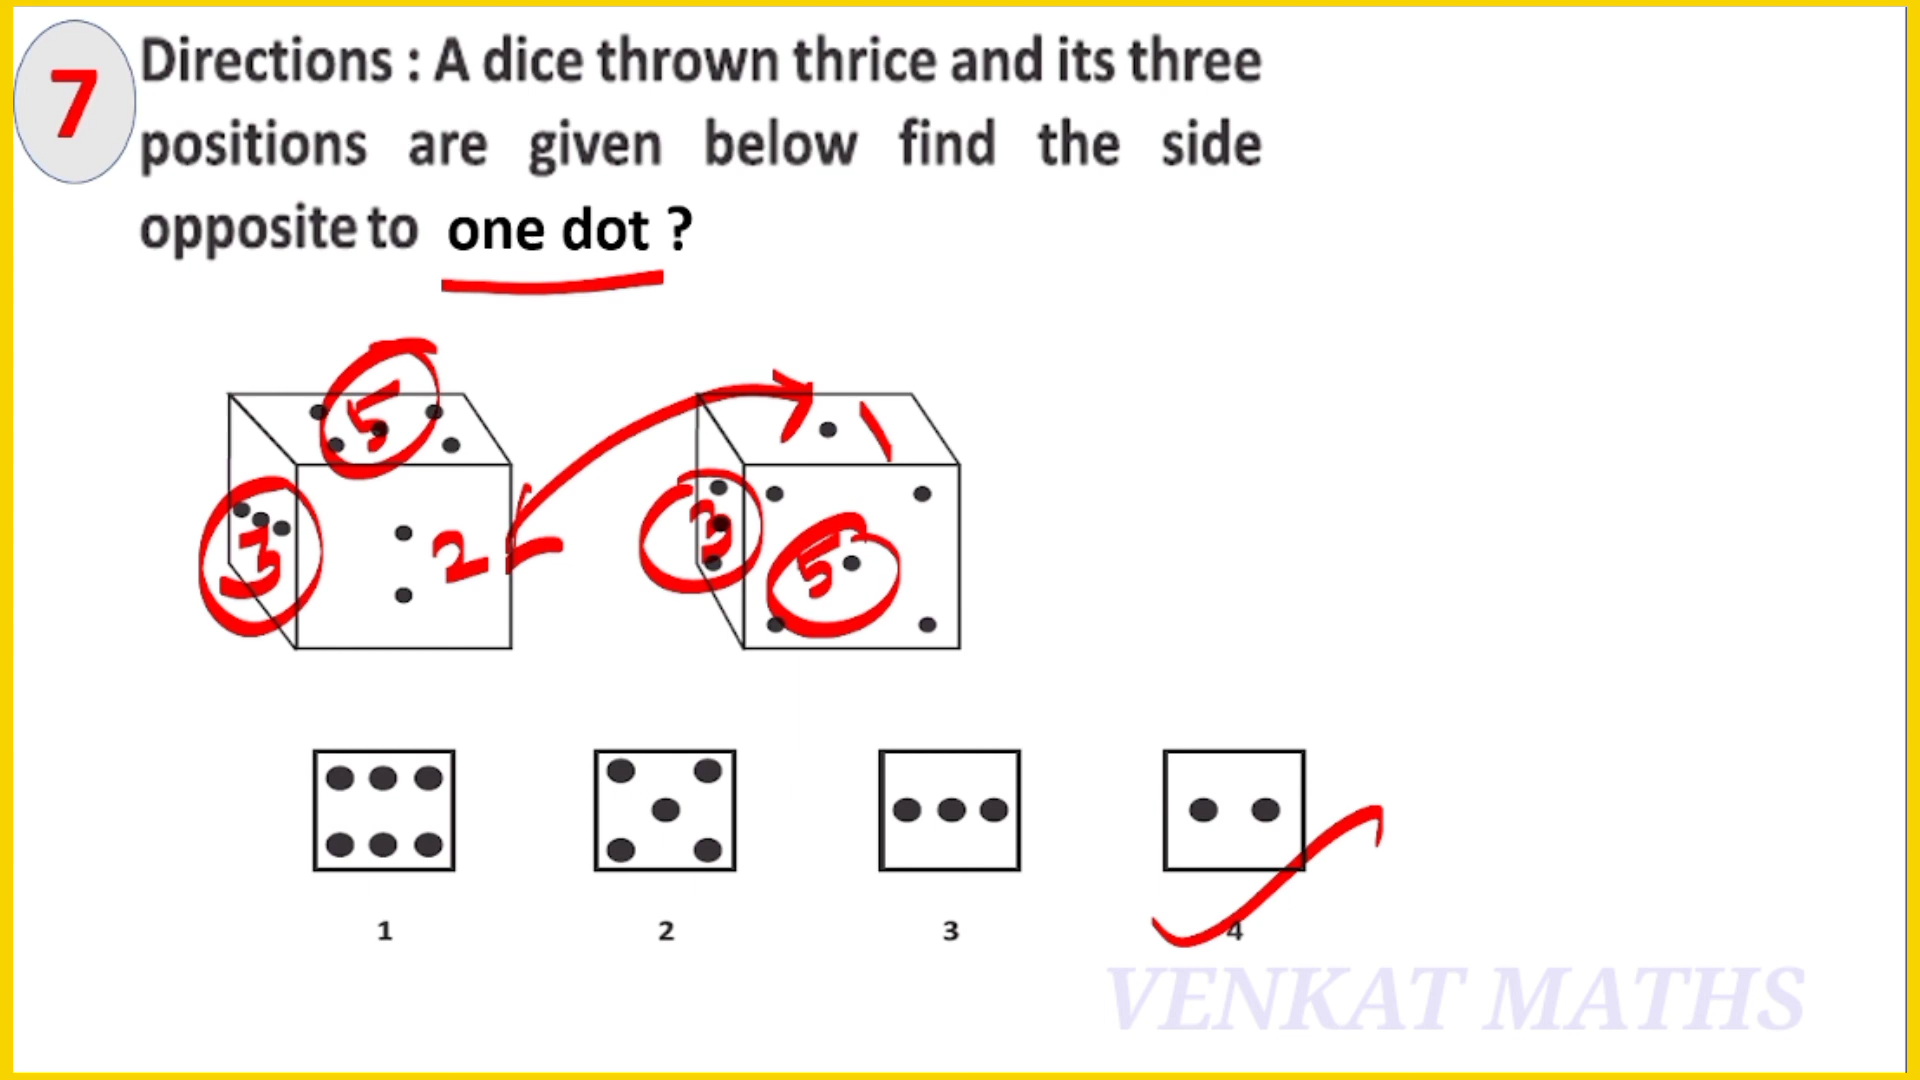 7
Directions : A dice thrown thrice and its three
positions are given below find the side
opposite to one dot ?
5
1
3
2
3
5
1
2
3
4
VENKAT MATHS